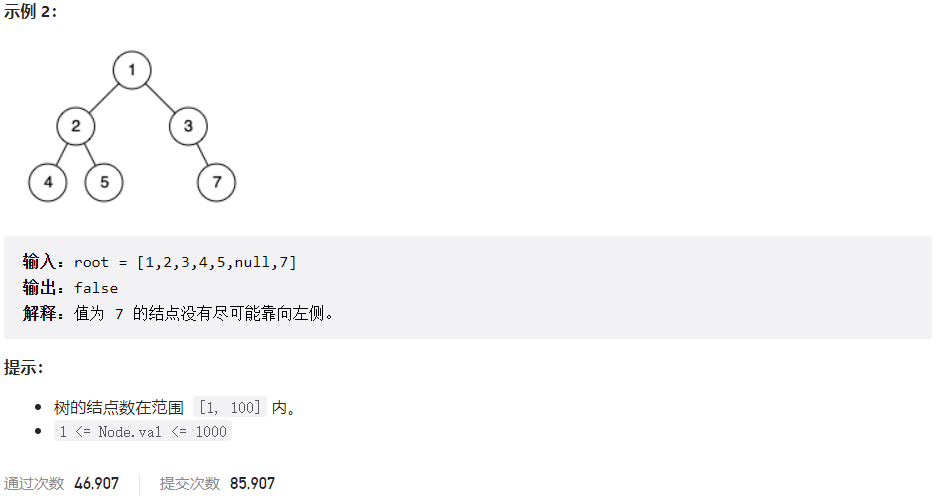 示例 2：
1
2 3
4 5 7
输入：root = [1,2,3,4,5,null,7]
输出：false
解释：值为 7 的结点没有尽可能靠向左侧。
提示：
树的结点数在范围 [1, 100] 内。
1 <= Node.val <= 1000
通过次数 46,907 提交次数 85,907